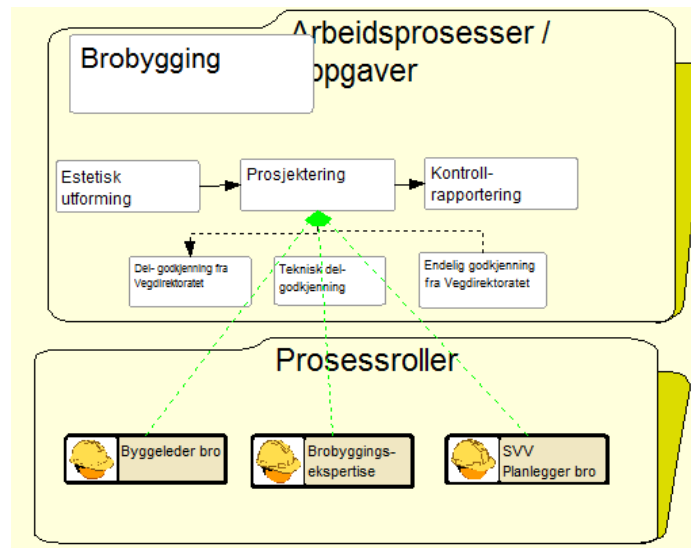 Arbeidsprosesser /
Brobygging
ppgaver
Estetisk
utforming
Prosjektering
Kontroll-
rapportering
Del- godkjenning fra
Vegdirektoratet
Teknisk del-
godkjenning
Endelig godkjenning
fra Vegdirektoratet
Prosessroller
Byggeleder bro
Brobyggings-
ekspertise
SVV
Planlegger bro